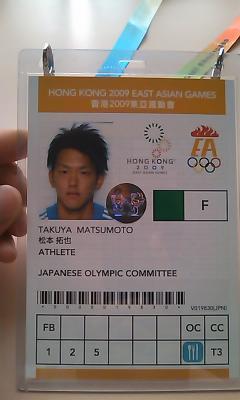 HONG KONG 2009 EAST ASIAN GAMES
香港2009東亞運動會
HONG KONG
2009
EAST ASIAN GAMES
EA
F
TAKUYA MATSUMOTO
松本 拓也
ATHLETE
JAPANESE OLYMPIC COMMITTEE
V019830(JPN)
FB OC CC
1 2 5 T3